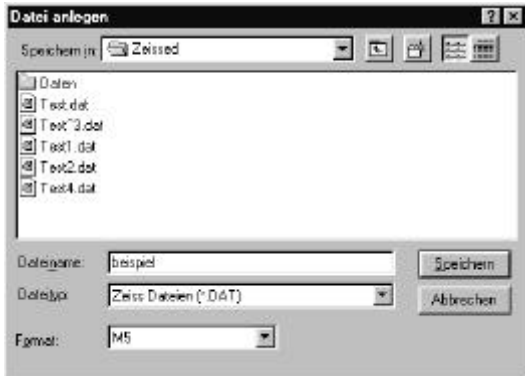 Datei anlegen
Speichern in: Zeissed
Daten
Test.dat
Test~3.dat
Test1.dat
Test2.dat
Test4.dat
Dateiname: beispiel Speichern
Dateityp: Zeiss Dateien (*.DAT) Abbrechen
Format: M5